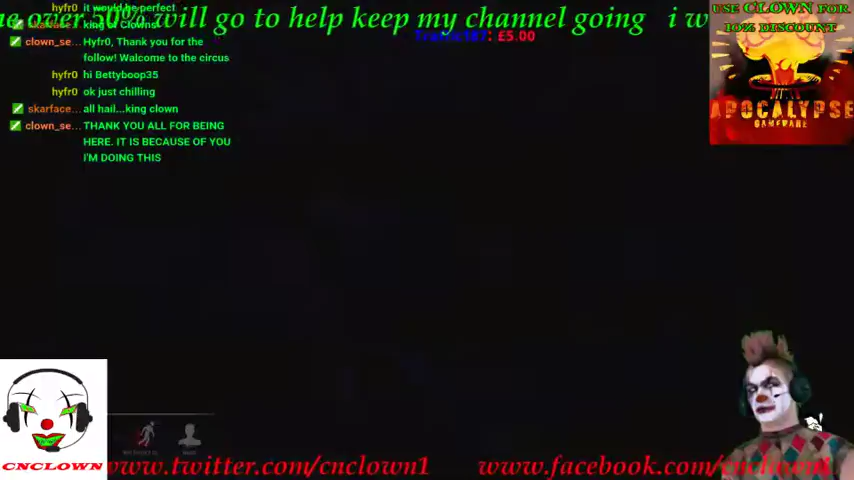 e over 50% will go to help keep my channel going i w
hyfr0 it would be perfect
skarface... king of Clowns
clown_se... Hyfr0, Thank you for the
follow! Walcome to the circus
hyfr0 hi Bettyboop35
hyfr0 ok just chilling
skarface... all hail...king clown
clown_se... THANK YOU ALL FOR BEING
HERE. IT IS BECAUSE OF YOU
I'M DOING THIS
: £5.00
USE CLOWN FOR
10% DISCOUNT
APOCALYPSE
GAMEWARE
CNCLOWN
www.twitter.com/cnclown1 www.facebook.com/cnclown1